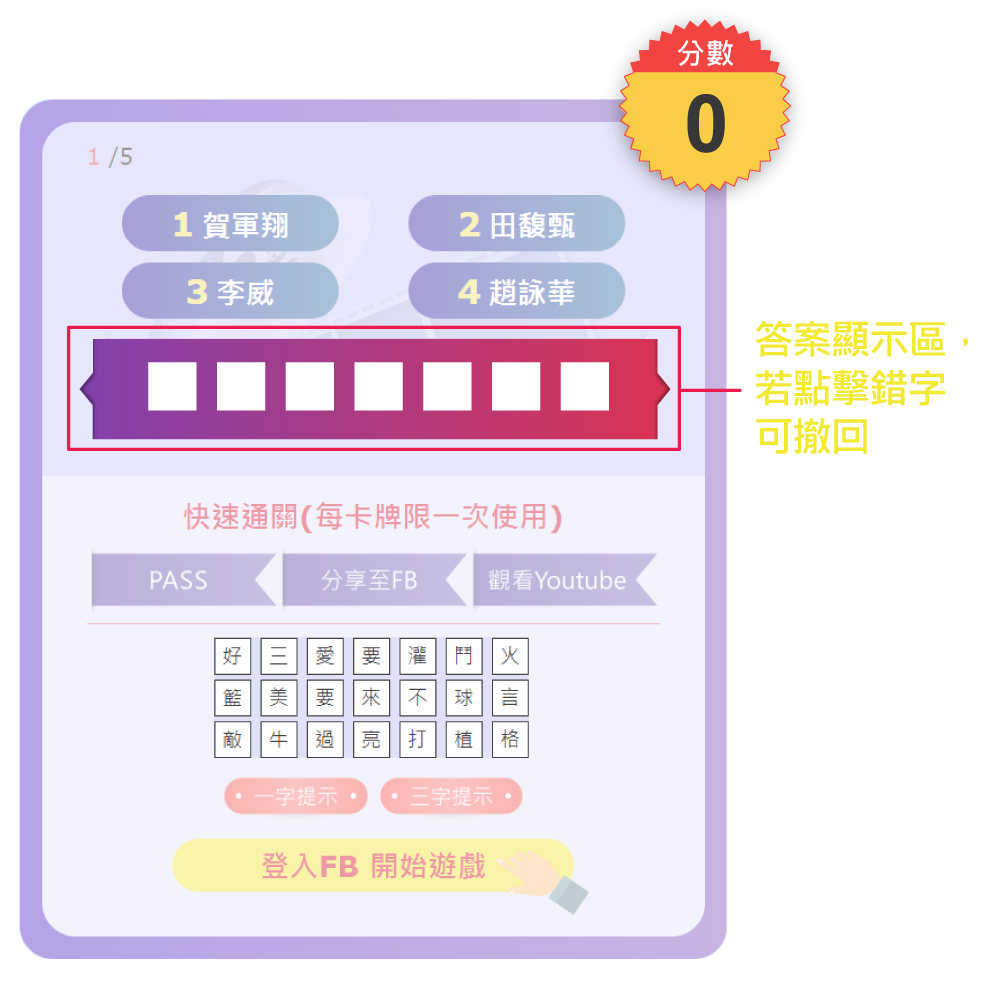 分數
0
1 /5
1 賀軍翔
2 田馥甄
3 李威
4 趙詠華
答案顯示區，
若點擊錯字
可撤回
快速通關(每卡牌限一次使用)
PASS
分享至FB
觀看Youtube
好 三 愛 要 灌 鬥 火
籃 美 要 來 不 球 言
敵 牛 過 亮 打 植 格
• 一字提示 •
• 三字提示 •
登入FB 開始遊戲